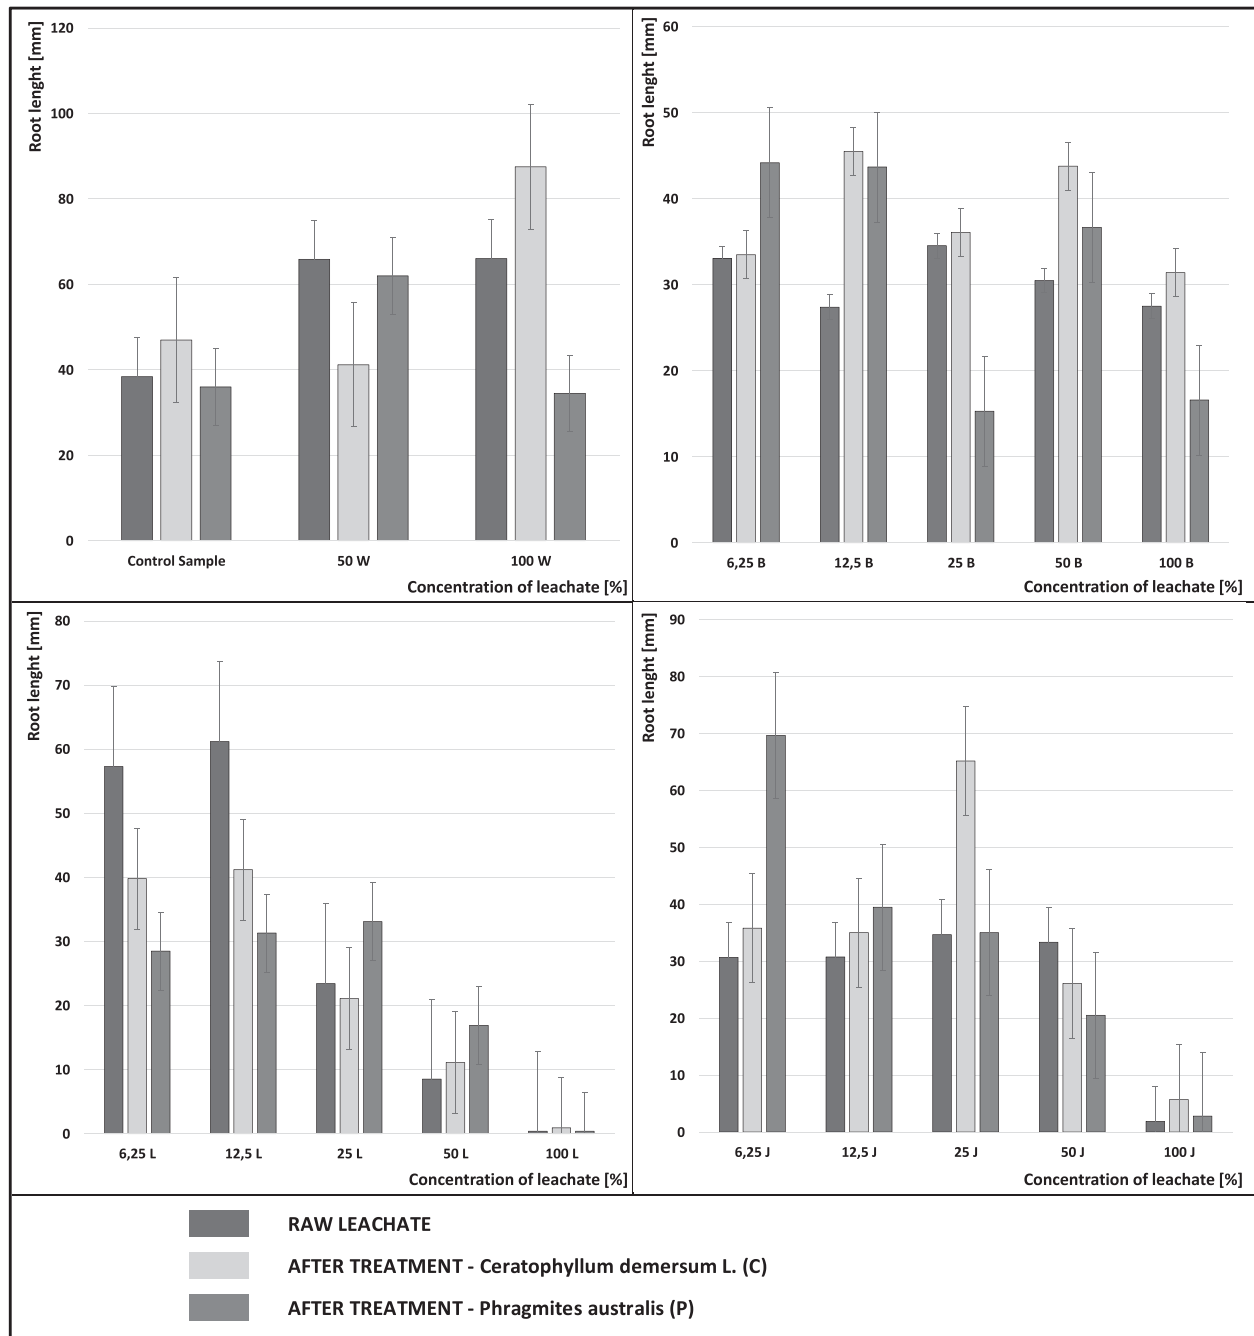 Root lenght [mm]
120
100
80
60
40
20
0
Control Sample 50 W 100 W
Concentration of leachate [%]
Root lenght [mm]
60
50
40
30
20
10
0
6,25 B 12,5 B 25 B 50 B 100 B
Concentration of leachate [%]
Root lenght [mm]
80
70
60
50
40
30
20
10
0
6,25 L 12,5 L 25 L 50 L 100 L
Concentration of leachate [%]
Root lenght [mm]
90
80
70
60
50
40
30
20
10
0
6,25 J 12,5 J 25 J 50 J 100 J
Concentration of leachate [%]
RAW LEACHATE
AFTER TREATMENT - Ceratophyllum demersum L. (C)
AFTER TREATMENT - Phragmites australis (P)